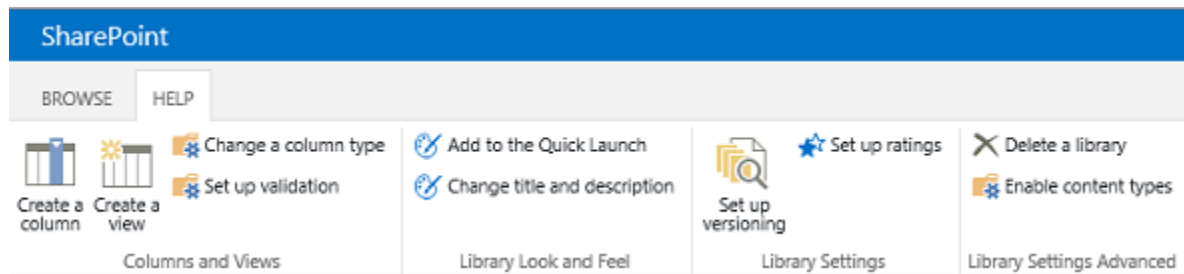 SharePoint
BROWSE HELP
Create a column
Create a view
Change a column type
Set up validation
Columns and Views
Add to the Quick Launch
Change title and description
Library Look and Feel
Set up versioning
Set up ratings
Library Settings
Delete a library
Enable content types
Library Settings Advanced